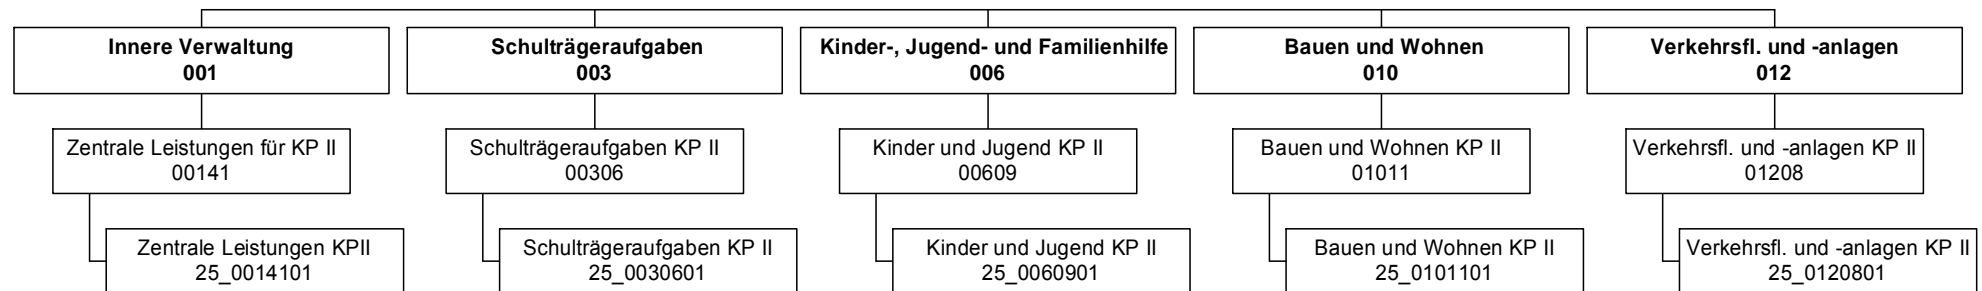 Innere Verwaltung
001
Schulträgeraufgaben
003
Kinder-, Jugend- und Familienhilfe
006
Bauen und Wohnen
010
Verkehrsfl. und -anlagen
012
Zentrale Leistungen für KP II
00141
Schulträgeraufgaben KP II
00306
Kinder und Jugend KP II
00609
Bauen und Wohnen KP II
01011
Verkehrsfl. und -anlagen KP II
01208
Zentrale Leistungen KPII
25_0014101
Schulträgeraufgaben KP II
25_0030601
Kinder und Jugend KP II
25_0060901
Bauen und Wohnen KP II
25_0101101
Verkehrsfl. und -anlagen KP II
25_0120801